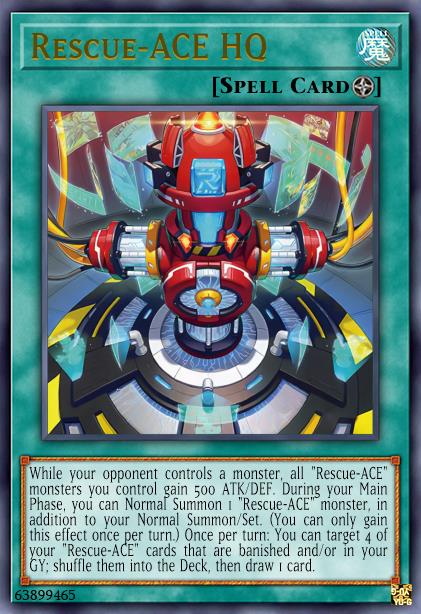 Rescue-ACE HQ
SPELL
魔
[Spell Card]
While your opponent controls a monster, all "Rescue-ACE"
monsters you control gain 500 ATK/DEF. During your Main
Phase, you can Normal Summon 1 "Rescue-ACE" monster, in
addition to your Normal Summon/Set. (You can only gain
this effect once per turn.) Once per turn: You can target 4 of
your "Rescue-ACE" cards that are banished and/or in your
GY; shuffle them into the Deck, then draw 1 card.
63899465